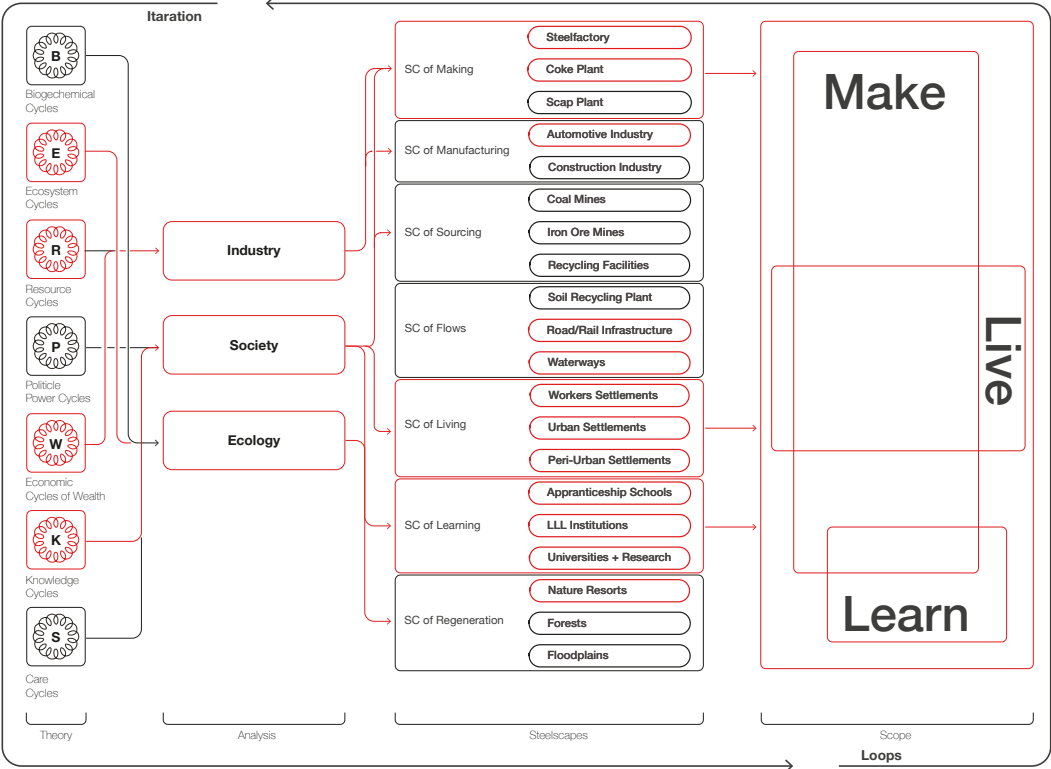 Itaration
B
Biogechemical
Cycles
E
Ecosystem
Cycles
R
Resource
Cycles
P
Politicle
Power Cycles
W
Economic
Cycles of Wealth
K
Knowledge
Cycles
S
Care
Cycles
Theory
Industry
Society
Ecology
Analysis
SC of Making
Steelfactory
Coke Plant
Scap Plant
SC of Manufacturing
Automotive Industry
Construction Industry
SC of Sourcing
Coal Mines
Iron Ore Mines
Recycling Facilities
SC of Flows
Soil Recycling Plant
Road/Rail Infrastructure
Waterways
SC of Living
Workers Settlements
Urban Settlements
Peri-Urban Settlements
SC of Learning
Appranticeship Schools
LLL Institutions
Universities + Research
SC of Regeneration
Nature Resorts
Forests
Floodplains
Steelscapes
Make
Live
Learn
Scope
Loops